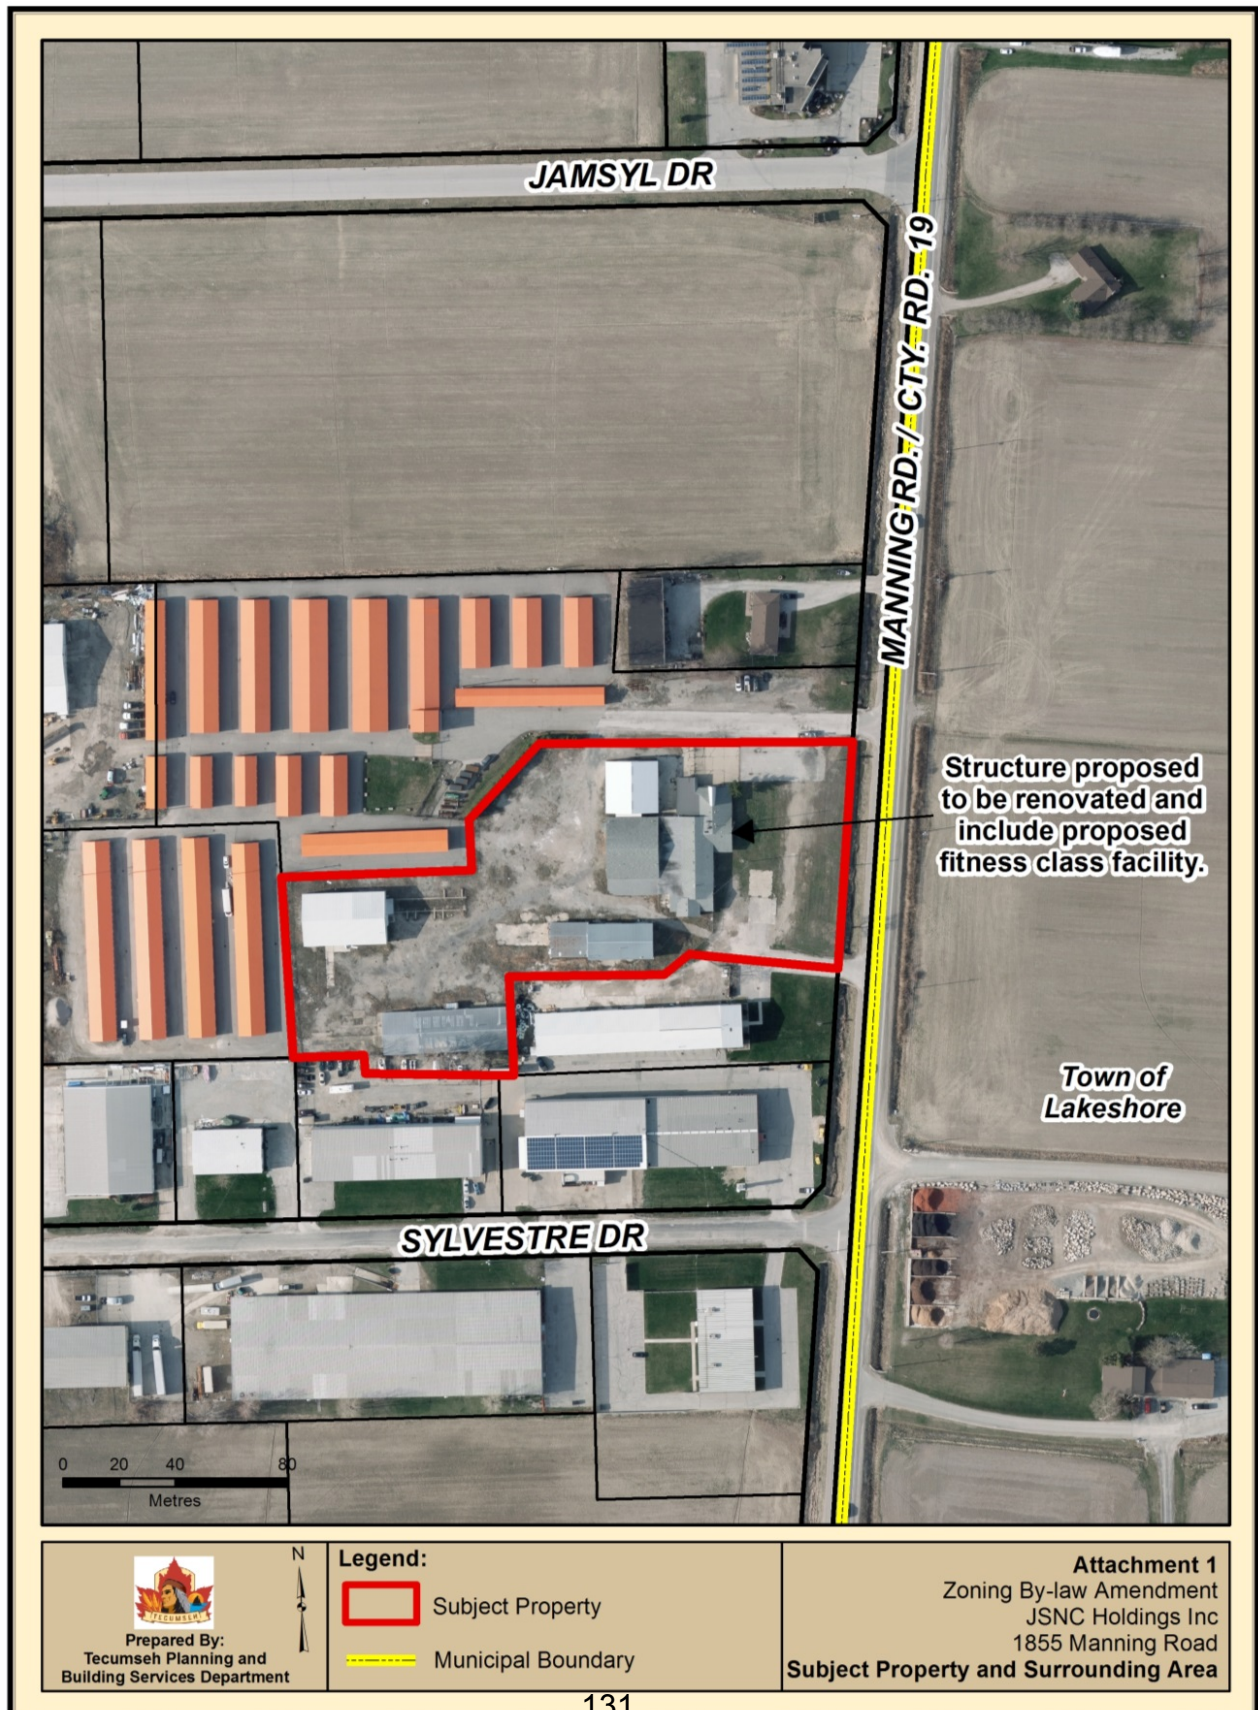 JAMSYL DR
MANNING RD. / CTY. RD. 19
Structure proposed
to be renovated and
include proposed
fitness class facility.
Town of
Lakeshore
SYLVESTRE DR
0 20 40 80
Metres
TECUMSEH
Prepared By:
Tecumseh Planning and
Building Services Department
N
Legend:
Subject Property
Municipal Boundary
Attachment 1
Zoning By-law Amendment
JSNC Holdings Inc
1855 Manning Road
Subject Property and Surrounding Area
131